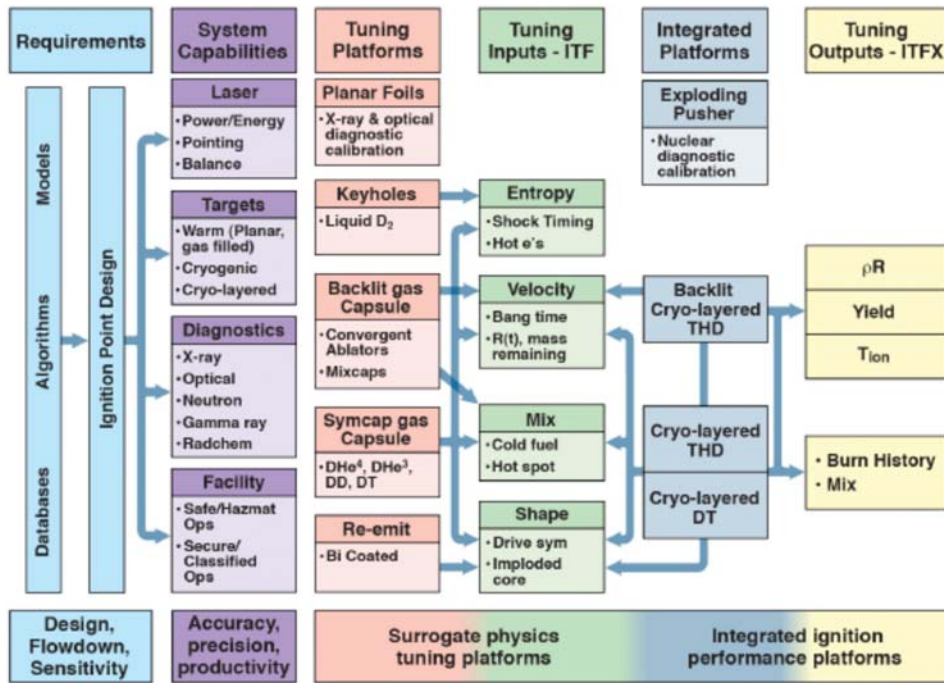 Requirements
System
Capabilities
Tuning
Platforms
Tuning
Inputs - ITF
Integrated
Platforms
Tuning
Outputs - ITFX
Models
Algorithms
Databases
Ignition Point Design
Laser
•Power/Energy
•Pointing
•Balance
Targets
•Warm (Planar,
gas filled)
•Cryogenic
•Cryo-layered
Diagnostics
•X-ray
•Optical
•Neutron
•Gamma ray
•Radchem
Facility
•Safe/Hazmat
Ops
•Secure/
Classified
Ops
Planar Foils
•X-ray & optical
diagnostic
calibration
Keyholes
•Liquid D₂
Backlit gas
Capsule
•Convergent
Ablators
•Mixcaps
Symcap gas
Capsule
•DHe⁴, DHe³,
DD, DT
Re-emit
•Bi Coated
Entropy
•Shock Timing
•Hot e's
Velocity
•Bang time
•R(t), mass
remaining
Mix
•Cold fuel
•Hot spot
Shape
•Drive sym
•Imploded
core
Exploding
Pusher
•Nuclear
diagnostic
calibration
Backlit
Cryo-layered
THD
Cryo-layered
THD
Cryo-layered
DT
ρR
Yield
Tion
• Burn History
• Mix
Design,
Flowdown,
Sensitivity
Accuracy,
precision,
productivity
Surrogate physics
tuning platforms
Integrated ignition
performance platforms